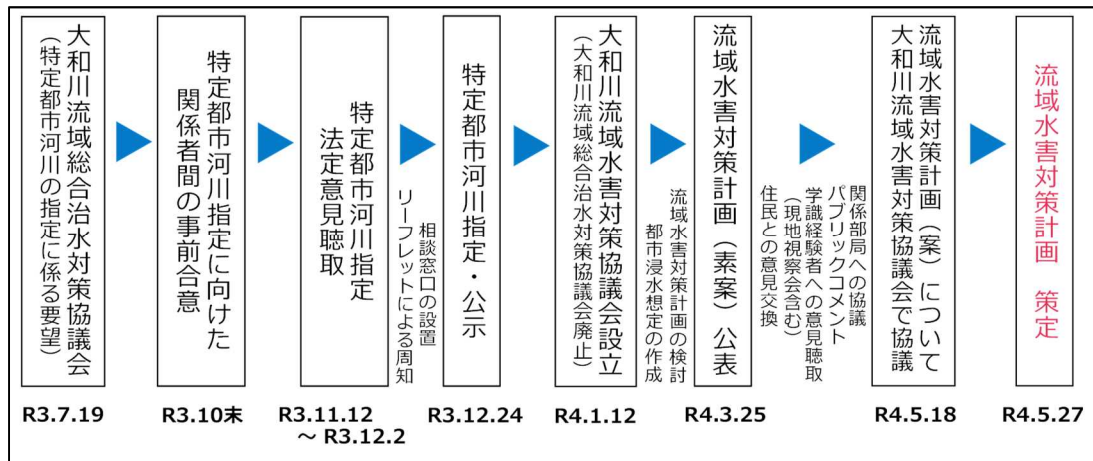 大和川流域総合治水対策協議会
（特定都市河川の指定に係る要望）
R3.7.19
特定都市河川指定に向けた
関係者間の事前合意
R3.10末
特定都市河川指定
法定意見聴取
R3.11.12
～ R3.12.2
相談窓口の設置
リーフレットによる周知
特定都市河川指定・公示
R3.12.24
大和川流域水害対策協議会設立
（大和川流域総合治水対策協議会廃止）
R4.1.12
流域水害対策計画の検討
都市浸水想定の作成
流域水害対策計画（素案）公表
R4.3.25
関係部局への協議
パブリックコメント
学識経験者への意見聴取
（現地視察会含む）
住民との意見交換
流域水害対策計画（案）について
大和川流域水害対策協議会で協議
R4.5.18
流域水害対策計画　策定
R4.5.27